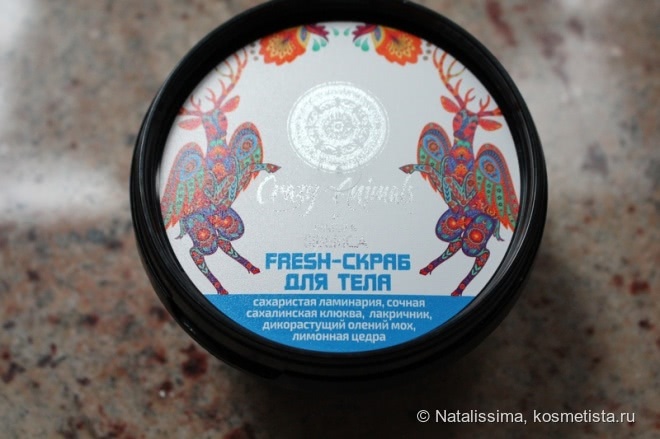 Crazy Animals
FRESH-СКРАБ
ДЛЯ ТЕЛА
сахаристая ламинария, сочная
сахалинская клюква, лакричник,
дикорастущий олений мох,
лимонная цедра
© Natalissima, kosmetista.ru